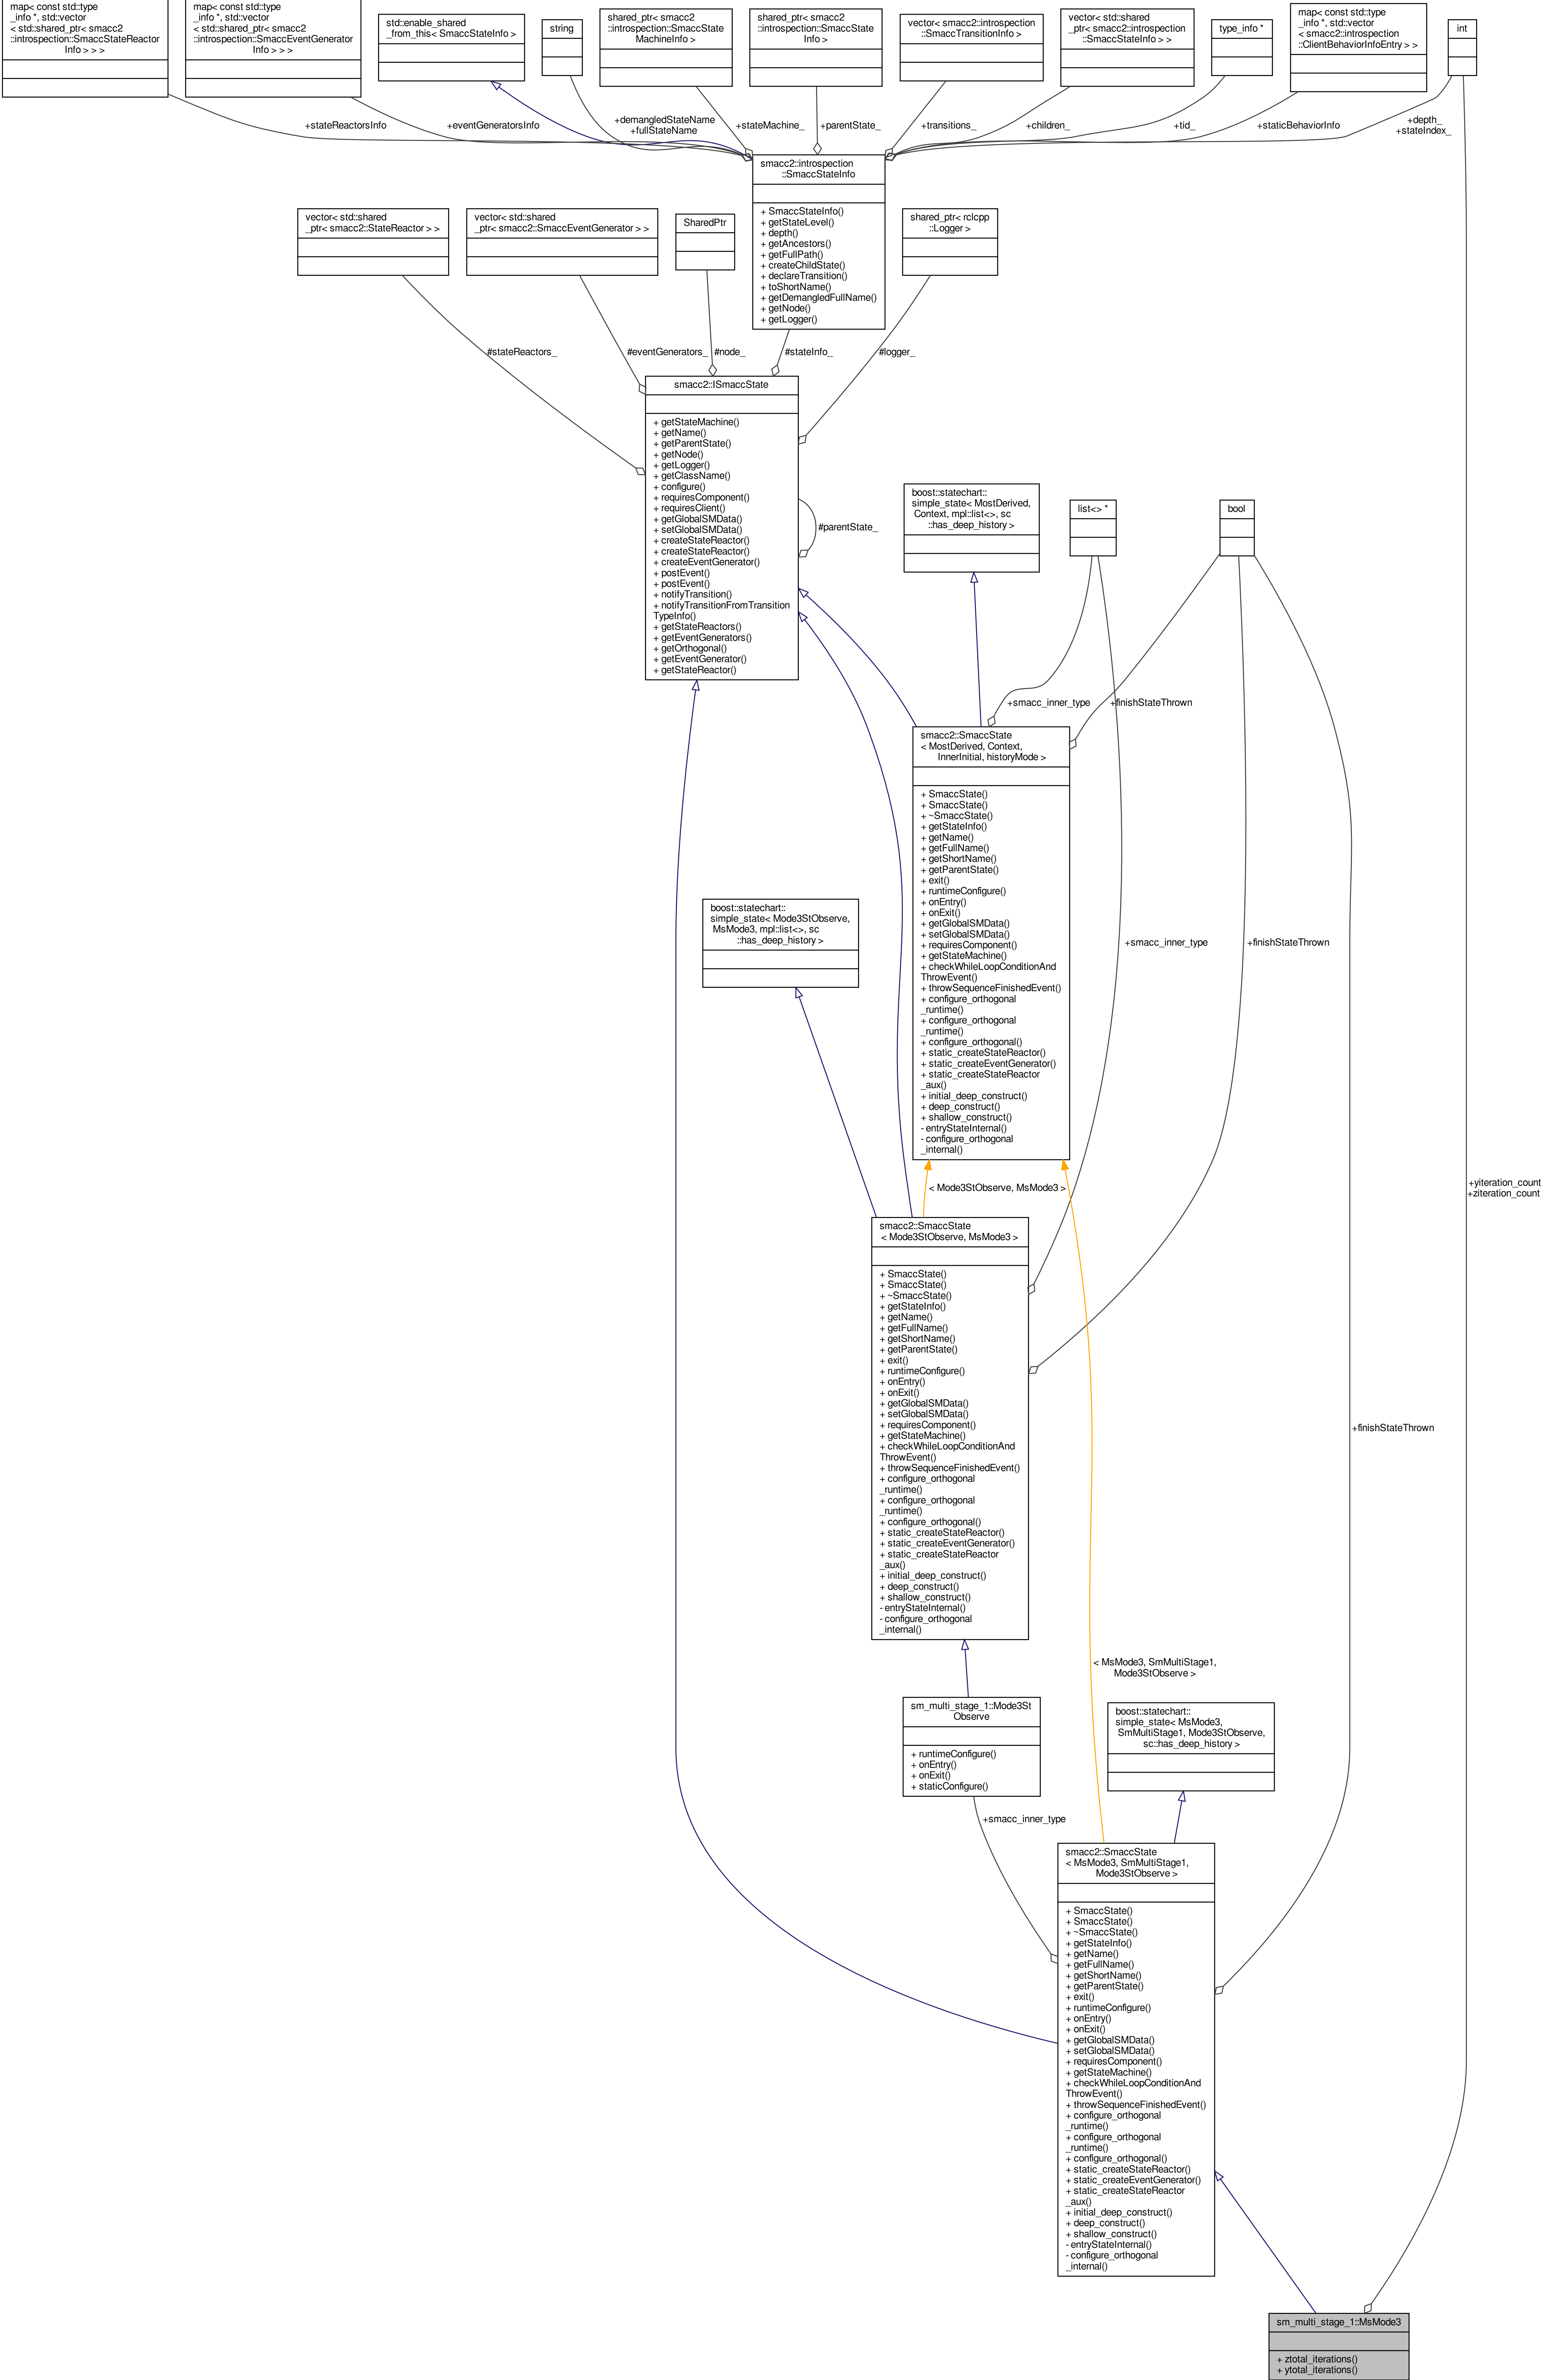 map< const std::type
_info *, std::vector
< std::shared_ptr< smacc2
::introspection::SmaccStateReactor
Info > > >
map< const std::type
_info *, std::vector
< std::shared_ptr< smacc2
::introspection::SmaccEventGenerator
Info > > >
std::enable_shared
_from_this< SmaccStateInfo >
string
shared_ptr< smacc2
::introspection::SmaccState
MachineInfo >
shared_ptr< smacc2
::introspection::SmaccState
Info >
vector< smacc2::introspection
::SmaccTransitionInfo >
vector< std::shared
_ptr< smacc2::introspection
::SmaccStateInfo > >
type_info *
map< const std::type
_info *, std::vector
< smacc2::introspection
::ClientBehaviorInfoEntry > >
int
+stateReactorsInfo
+eventGeneratorsInfo
+demangledStateName
+fullStateName
+stateMachine_
+parentState_
+transitions_
+children_
+tid_
+staticBehaviorInfo
+depth_
+stateIndex_
smacc2::introspection
::SmaccStateInfo
+ SmaccStateInfo()
+ getStateLevel()
+ depth()
+ getAncestors()
+ getFullPath()
+ createChildState()
+ declareTransition()
+ toShortName()
+ getDemangledFullName()
+ getNode()
+ getLogger()
vector< std::shared
_ptr< smacc2::StateReactor > >
vector< std::shared
_ptr< smacc2::SmaccEventGenerator > >
SharedPtr
shared_ptr< rclcpp
::Logger >
#stateReactors_
#eventGenerators_
#node_
#stateInfo_
#logger_
smacc2::ISmaccState
+ getStateMachine()
+ getName()
+ getParentState()
+ getNode()
+ getLogger()
+ getClassName()
+ configure()
+ requiresComponent()
+ requiresClient()
+ getGlobalSMData()
+ setGlobalSMData()
+ createStateReactor()
+ createStateReactor()
+ createEventGenerator()
+ postEvent()
+ postEvent()
+ notifyTransition()
+ notifyTransitionFromTransition
TypeInfo()
+ getStateReactors()
+ getEventGenerators()
+ getOrthogonal()
+ getEventGenerator()
+ getStateReactor()
#parentState_
boost::statechart::
simple_state< MostDerived,
Context, mpl::list<>, sc
::has_deep_history >
list<> *
bool
+smacc_inner_type
+finishStateThrown
smacc2::SmaccState
< MostDerived, Context,
InnerInitial, historyMode >
+ SmaccState()
+ SmaccState()
+ ~SmaccState()
+ getStateInfo()
+ getName()
+ getFullName()
+ getShortName()
+ getParentState()
+ exit()
+ runtimeConfigure()
+ onEntry()
+ onExit()
+ getGlobalSMData()
+ setGlobalSMData()
+ requiresComponent()
+ getStateMachine()
+ checkWhileLoopConditionAnd
ThrowEvent()
+ throwSequenceFinishedEvent()
+ configure_orthogonal
_runtime()
+ configure_orthogonal
_runtime()
+ configure_orthogonal()
+ static_createStateReactor()
+ static_createEventGenerator()
+ static_createStateReactor
_aux()
+ initial_deep_construct()
+ deep_construct()
+ shallow_construct()
- entryStateInternal()
- configure_orthogonal
_internal()
boost::statechart::
simple_state< Mode3StObserve,
MsMode3, mpl::list<>, sc
::has_deep_history >
+smacc_inner_type
+finishStateThrown
< Mode3StObserve, MsMode3 >
+yiteration_count
+ziteration_count
smacc2::SmaccState
< Mode3StObserve, MsMode3 >
+ SmaccState()
+ SmaccState()
+ ~SmaccState()
+ getStateInfo()
+ getName()
+ getFullName()
+ getShortName()
+ getParentState()
+ exit()
+ runtimeConfigure()
+ onEntry()
+ onExit()
+ getGlobalSMData()
+ setGlobalSMData()
+ requiresComponent()
+ getStateMachine()
+ checkWhileLoopConditionAnd
ThrowEvent()
+ throwSequenceFinishedEvent()
+ configure_orthogonal
_runtime()
+ configure_orthogonal
_runtime()
+ configure_orthogonal()
+ static_createStateReactor()
+ static_createEventGenerator()
+ static_createStateReactor
_aux()
+ initial_deep_construct()
+ deep_construct()
+ shallow_construct()
- entryStateInternal()
- configure_orthogonal
_internal()
+finishStateThrown
< MsMode3, SmMultiStage1,
Mode3StObserve >
sm_multi_stage_1::Mode3St
Observe
+ runtimeConfigure()
+ onEntry()
+ onExit()
+ staticConfigure()
boost::statechart::
simple_state< MsMode3,
SmMultiStage1, Mode3StObserve,
sc::has_deep_history >
+smacc_inner_type
smacc2::SmaccState
< MsMode3, SmMultiStage1,
Mode3StObserve >
+ SmaccState()
+ SmaccState()
+ ~SmaccState()
+ getStateInfo()
+ getName()
+ getFullName()
+ getShortName()
+ getParentState()
+ exit()
+ runtimeConfigure()
+ onEntry()
+ onExit()
+ getGlobalSMData()
+ setGlobalSMData()
+ requiresComponent()
+ getStateMachine()
+ checkWhileLoopConditionAnd
ThrowEvent()
+ throwSequenceFinishedEvent()
+ configure_orthogonal
_runtime()
+ configure_orthogonal
_runtime()
+ configure_orthogonal()
+ static_createStateReactor()
+ static_createEventGenerator()
+ static_createStateReactor
_aux()
+ initial_deep_construct()
+ deep_construct()
+ shallow_construct()
- entryStateInternal()
- configure_orthogonal
_internal()
sm_multi_stage_1::MsMode3
+ ztotal_iterations()
+ ytotal_iterations()